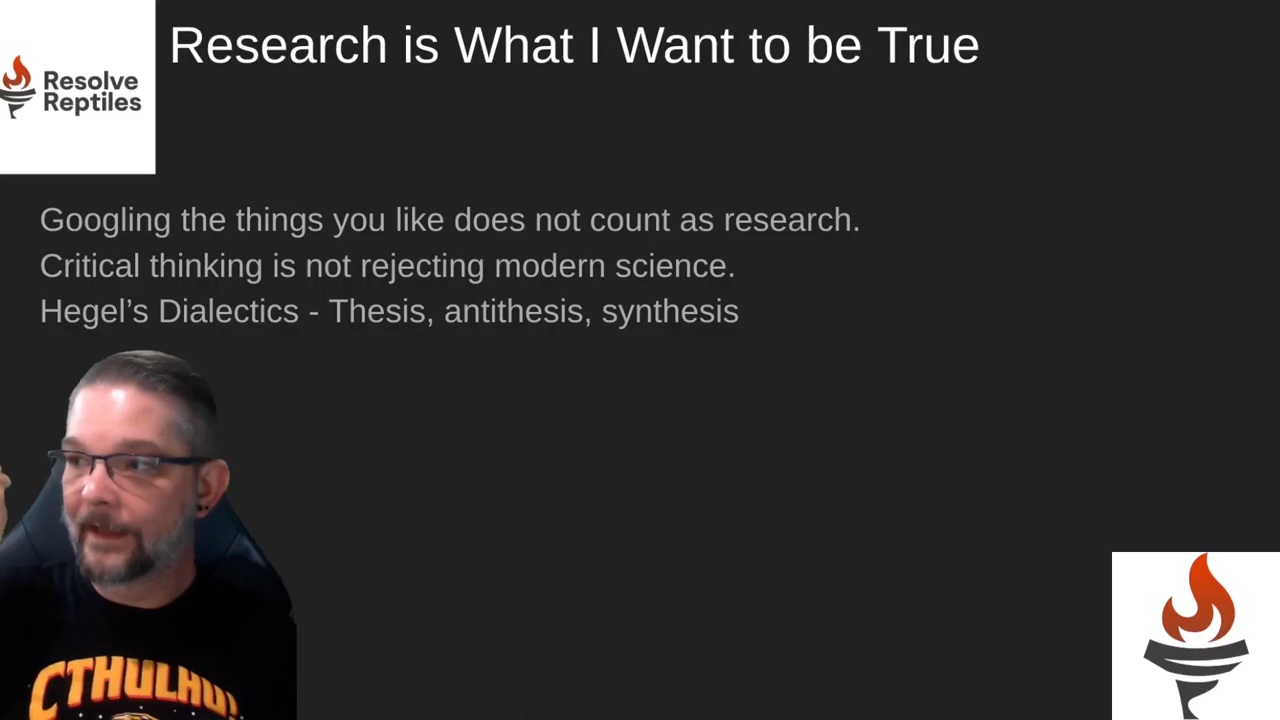 Research is What I Want to be True
Resolve
Reptiles
Googling the things you like does not count as research.
Critical thinking is not rejecting modern science.
Hegel’s Dialectics - Thesis, antithesis, synthesis
CTHULHU!